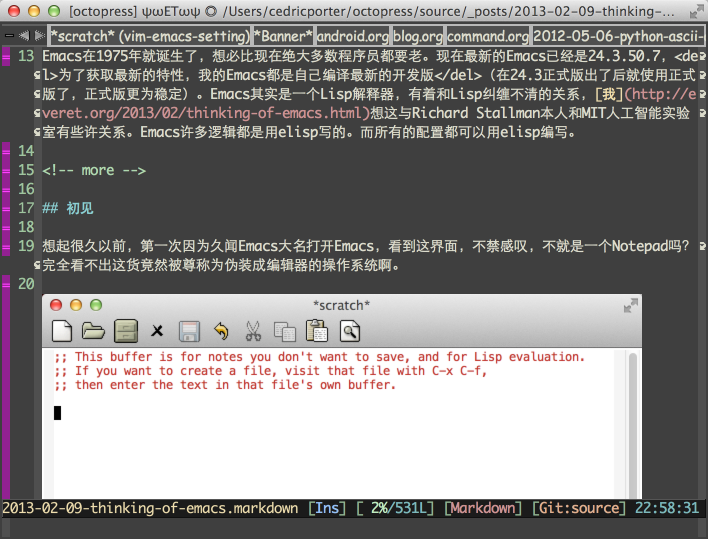 [octopress] ψωETωψ ◎ /Users/cedricporter/octopress/source/_posts/2013-02-09-thinking-...
*scratch* (vim-emacs-setting) *Banner* android.org blog.org command.org 2012-05-06-python-ascii-
13 Emacs在1975年就诞生了，想必比现在绝大多数程序员都要老。现在最新的Emacs已经是24.3.50.7，<de
l>为了获取最新的特性，我的Emacs都是自己编译最新的开发版</del>（在24.3正式版出了后就使用正式
版了，正式版更为稳定）。Emacs其实是一个Lisp解释器，有着和Lisp纠缠不清的关系，[我](http://e
veret.org/2013/02/thinking-of-emacs.html)想这与Richard Stallman本人和MIT人工智能实验
室有些许关系。Emacs许多逻辑都是用elisp写的。而所有的配置都可以用elisp编写。
14
15 <!-- more -->
16
17 ## 初见
18
19 想起很久以前，第一次因为久闻Emacs大名打开Emacs，看到这界面，不禁感叹，不就是一个Notepad吗？
完全看不出这货竟然被尊称为伪装成编辑器的操作系统啊。
20
*scratch*
;; This buffer is for notes you don't want to save, and for Lisp evaluation.
;; If you want to create a file, visit that file with C-x C-f,
;; then enter the text in that file's own buffer.
2013-02-09-thinking-of-emacs.markdown [Ins] [ 2%/531L] [Markdown] [Git:source] 22:58:31